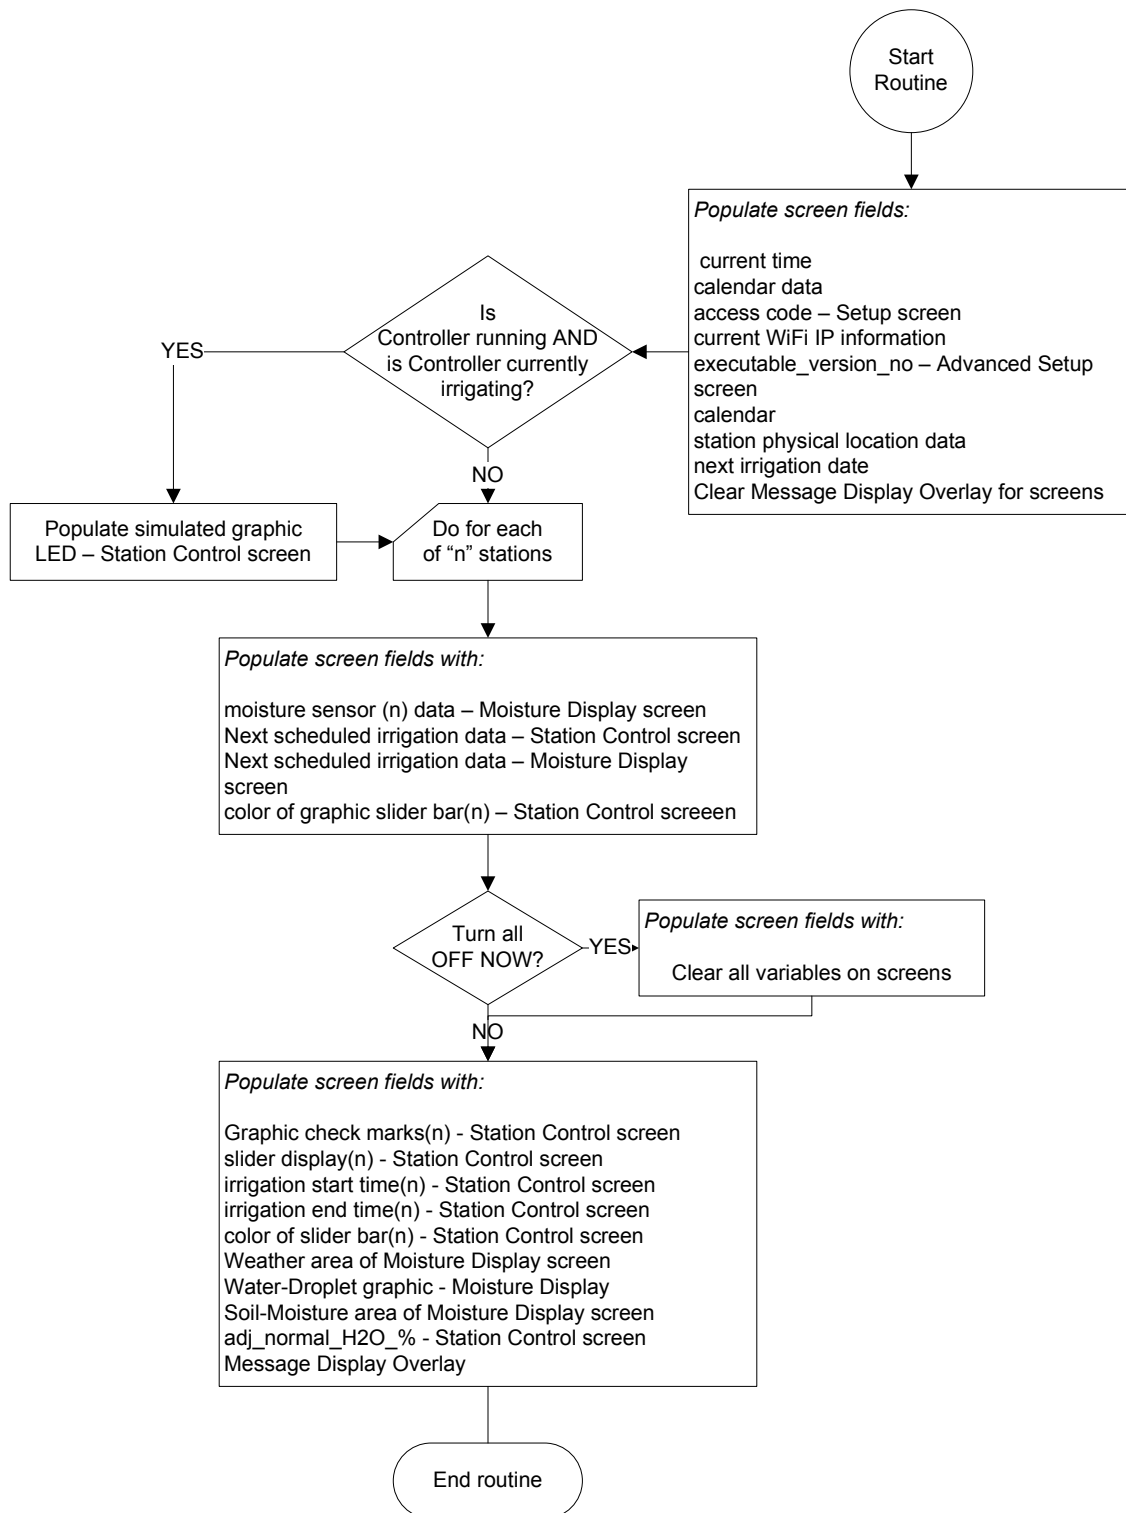 Start
Routine
Populate screen fields:
current time
calendar data
access code – Setup screen
current WiFi IP information
executable_version_no – Advanced Setup
screen
calendar
station physical location data
next irrigation date
Clear Message Display Overlay for screens
Is
Controller running AND
is Controller currently
irrigating?
YES
NO
Populate simulated graphic
LED – Station Control screen
Do for each
of “n” stations
Populate screen fields with:
moisture sensor (n) data – Moisture Display screen
Next scheduled irrigation data – Station Control screen
Next scheduled irrigation data – Moisture Display
screen
color of graphic slider bar(n) – Station Control screeen
Turn all
OFF NOW?
YES
Populate screen fields with:
Clear all variables on screens
NO
Populate screen fields with:
Graphic check marks(n) - Station Control screen
slider display(n) - Station Control screen
irrigation start time(n) - Station Control screen
irrigation end time(n) - Station Control screen
color of slider bar(n) - Station Control screen
Weather area of Moisture Display screen
Water-Droplet graphic - Moisture Display
Soil-Moisture area of Moisture Display screen
adj_normal_H2O_% - Station Control screen
Message Display Overlay
End routine